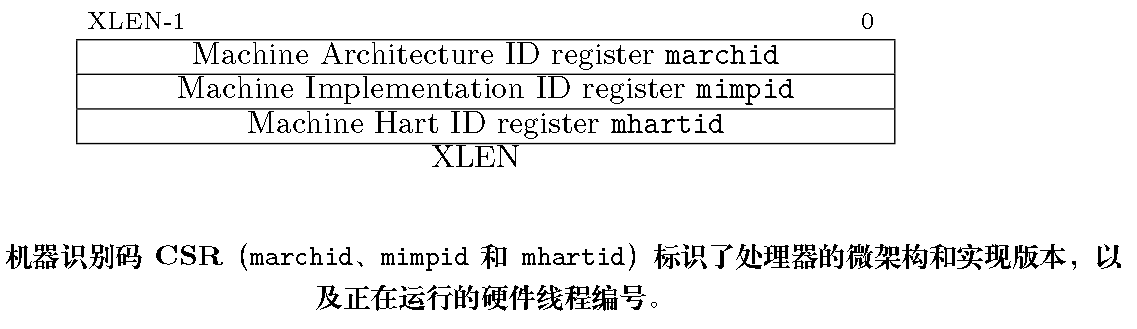 XLEN-1 0
Machine Architecture ID register marchid
Machine Implementation ID register mimpid
Machine Hart ID register mhartid
XLEN
机器识别码 CSR（marchid、mimpid 和 mhartid）标识了处理器的微架构和实现版本，以
及正在运行的硬件线程编号。